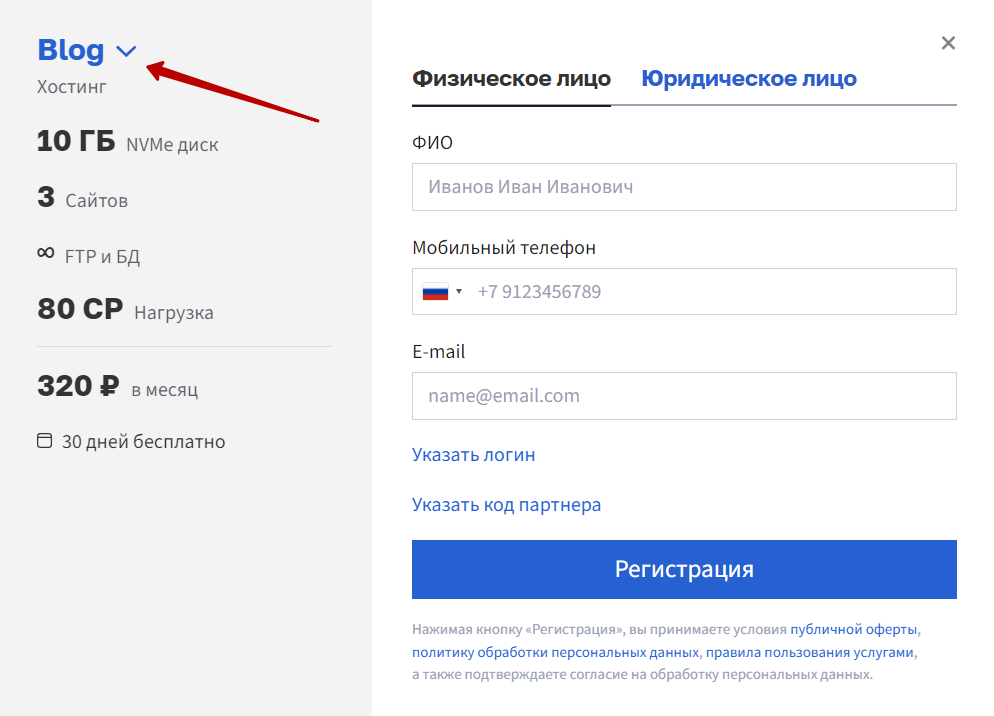 Blog
Хостинг
10 ГБ NVMe диск
3 Сайтов
∞ FTP и БД
80 CP Нагрузка
320 ₽ в месяц
30 дней бесплатно
Физическое лицо Юридическое лицо
ФИО
Иванов Иван Иванович
Мобильный телефон
+7 9123456789
E-mail
name@email.com
Указать логин
Указать код партнера
Регистрация
Нажимая кнопку «Регистрация», вы принимаете условия публичной оферты,
политику обработки персональных данных, правила пользования услугами,
а также подтверждаете согласие на обработку персональных данных.